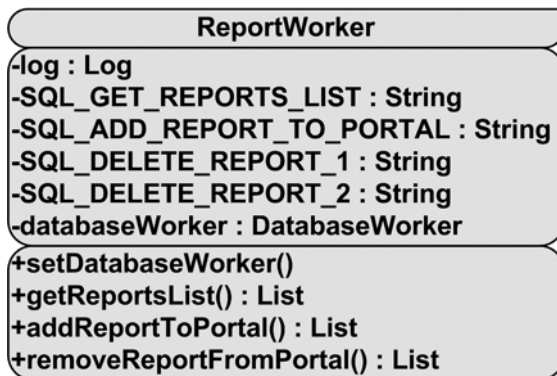 ReportWorker
-log : Log
-SQL_GET_REPORTS_LIST : String
-SQL_ADD_REPORT_TO_PORTAL : String
-SQL_DELETE_REPORT_1 : String
-SQL_DELETE_REPORT_2 : String
-databaseWorker : DatabaseWorker
+setDatabaseWorker()
+getReportsList() : List
+addReportToPortal() : List
+removeReportFromPortal() : List